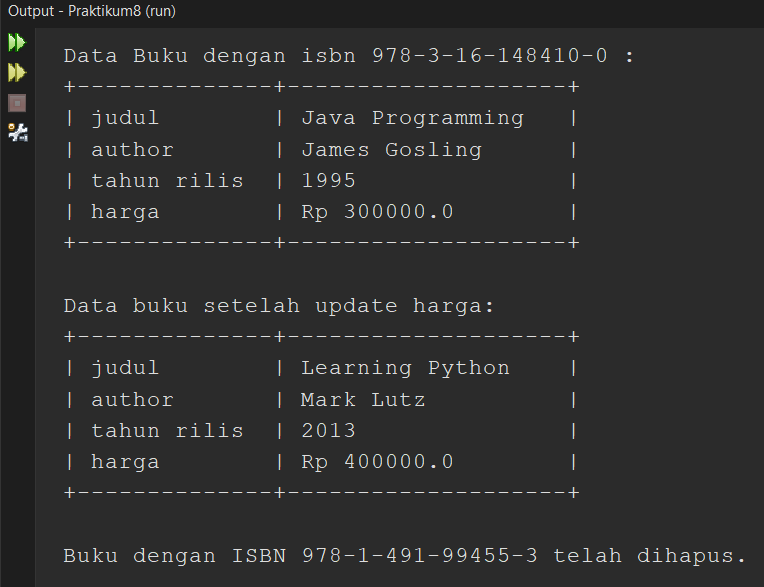 Output - Praktikum8 (run)
Data Buku dengan isbn 978-3-16-148410-0 :
+--------------+--------------------+
| judul        | Java Programming   |
| author       | James Gosling      |
| tahun rilis  | 1995               |
| harga        | Rp 300000.0        |
+--------------+--------------------+
Data buku setelah update harga:
+--------------+--------------------+
| judul        | Learning Python    |
| author       | Mark Lutz          |
| tahun rilis  | 2013               |
| harga        | Rp 400000.0        |
+--------------+--------------------+
Buku dengan ISBN 978-1-491-99455-3 telah dihapus.